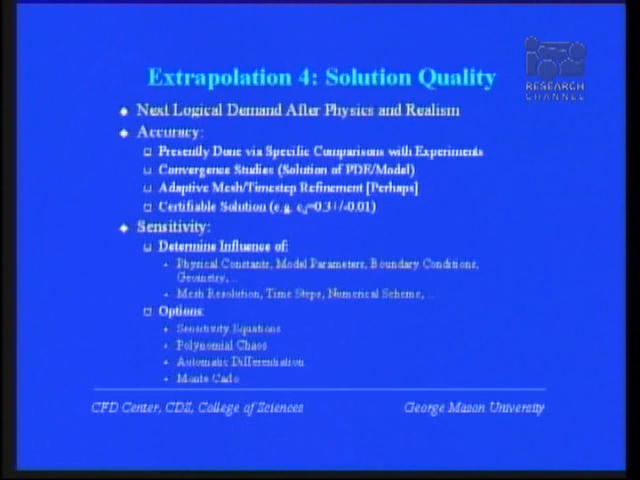 RESEARCH
CHANNEL
Extrapolation 4: Solution Quality
Next Logical Demand After Physics and Realism
Accuracy:
Presently Done via Specific Comparisons with Experiments
Convergence Studies (Solution of PDE/Model)
Adaptive Mesh/Timestep Refinement [Perhaps]
Certifiable Solution (e.g. cd=0.3+/-0.01)
Sensitivity:
Determine Influence of:
Physical Constants, Model Parameters, Boundary Conditions,
Geometry, ..
Mesh Resolution, Time Steps, Numerical Scheme, ..
Options:
Sensitivity Equations
Polynomial Chaos
Automatic Differentiation
Monte Carlo
CFD Center, CDS, College of Sciences
George Mason University